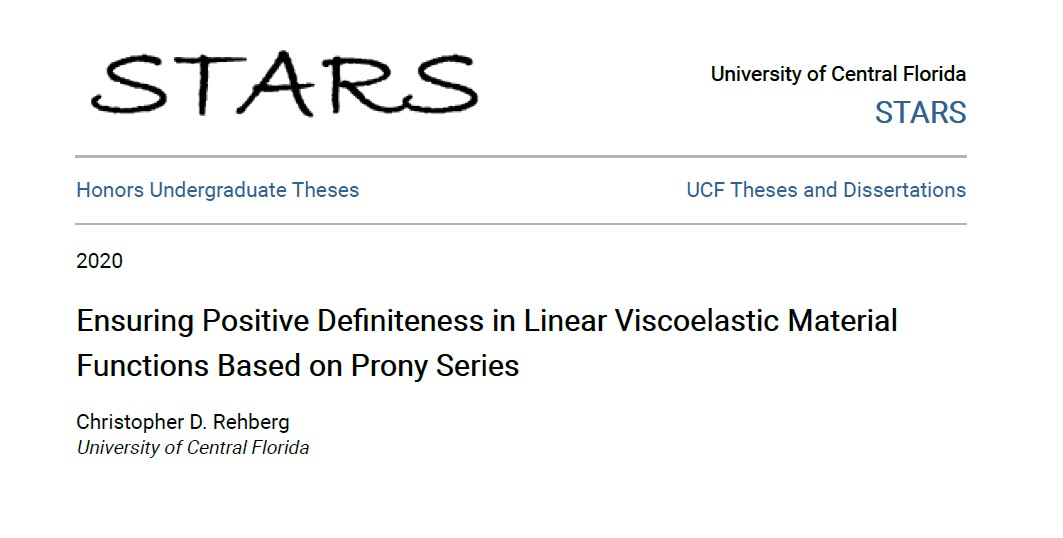 STARS
University of Central Florida
STARS
Honors Undergraduate Theses
UCF Theses and Dissertations
2020
Ensuring Positive Definiteness in Linear Viscoelastic Material
Functions Based on Prony Series
Christopher D. Rehberg
University of Central Florida